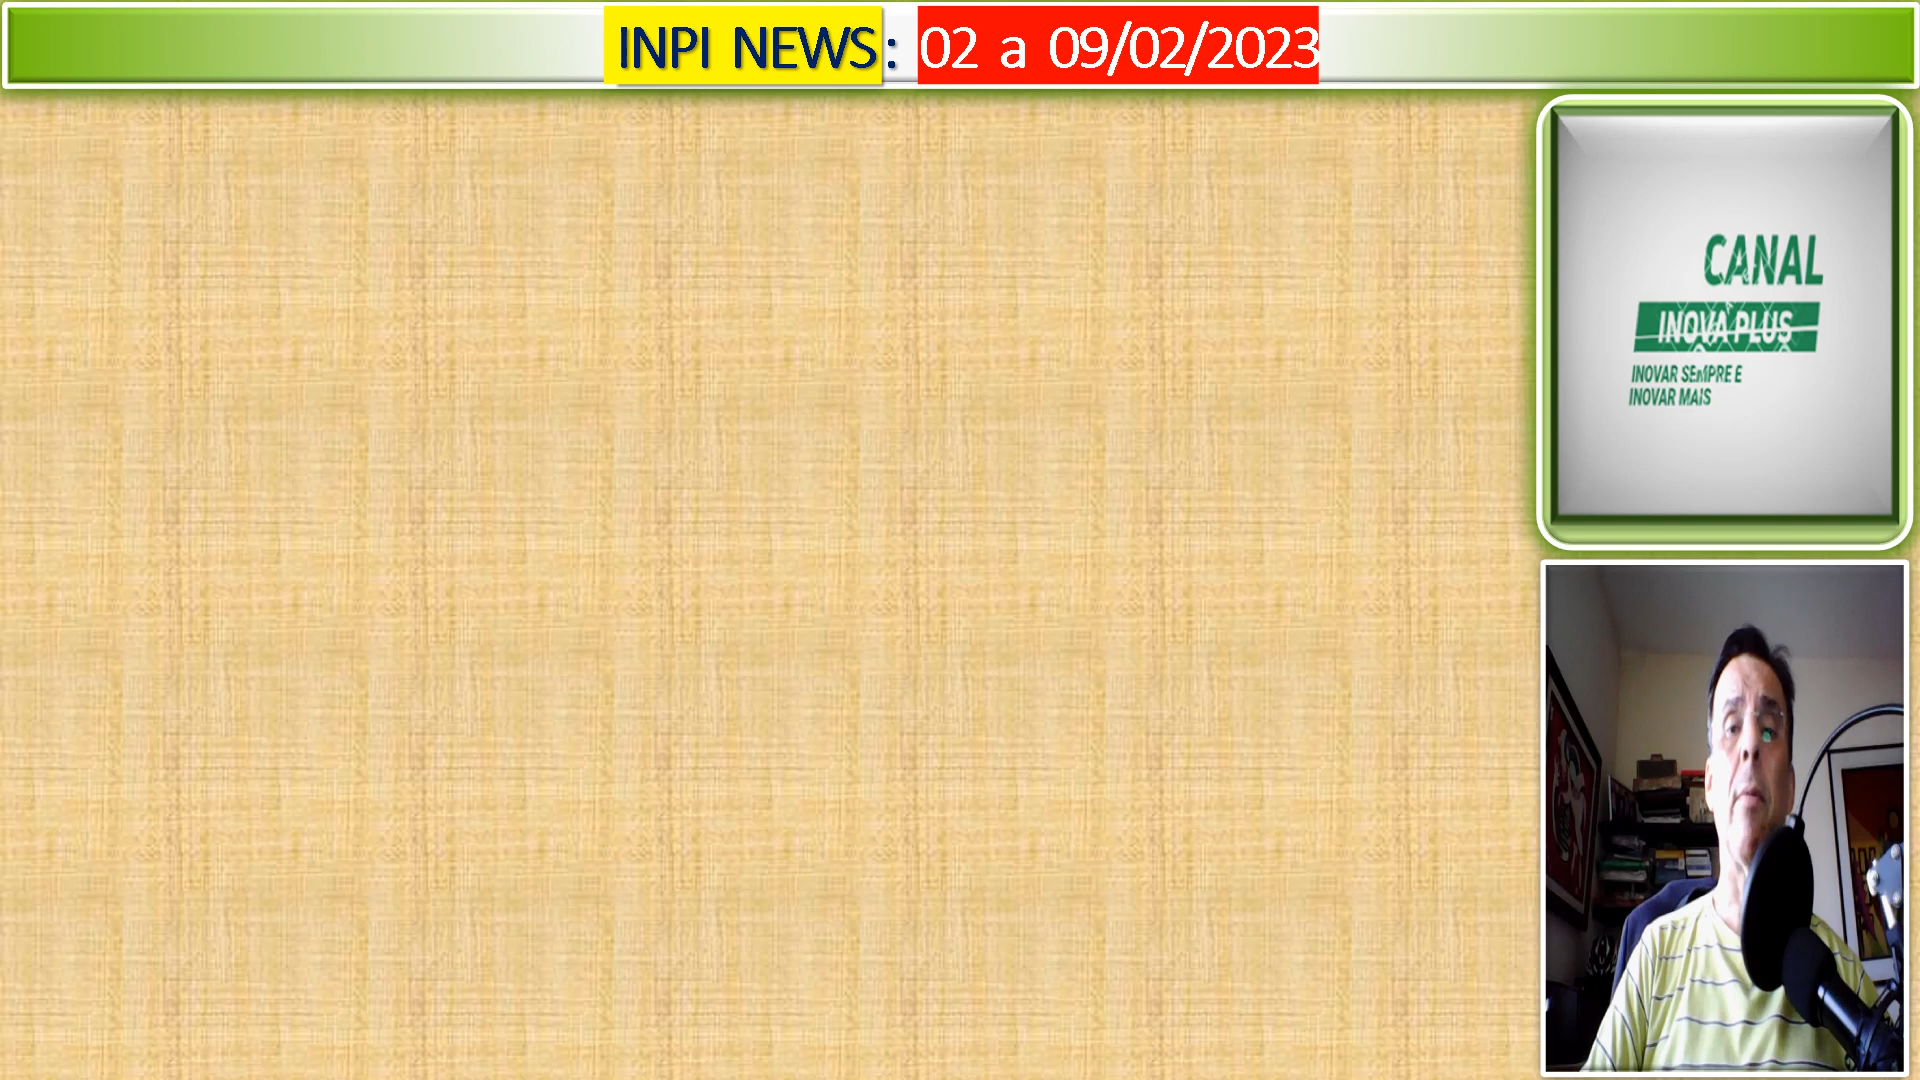 INPI NEWS: 02 a 09/02/2023
CANAL
INOVA PLUS
INOVAR SEMPRE E
INOVAR MAIS